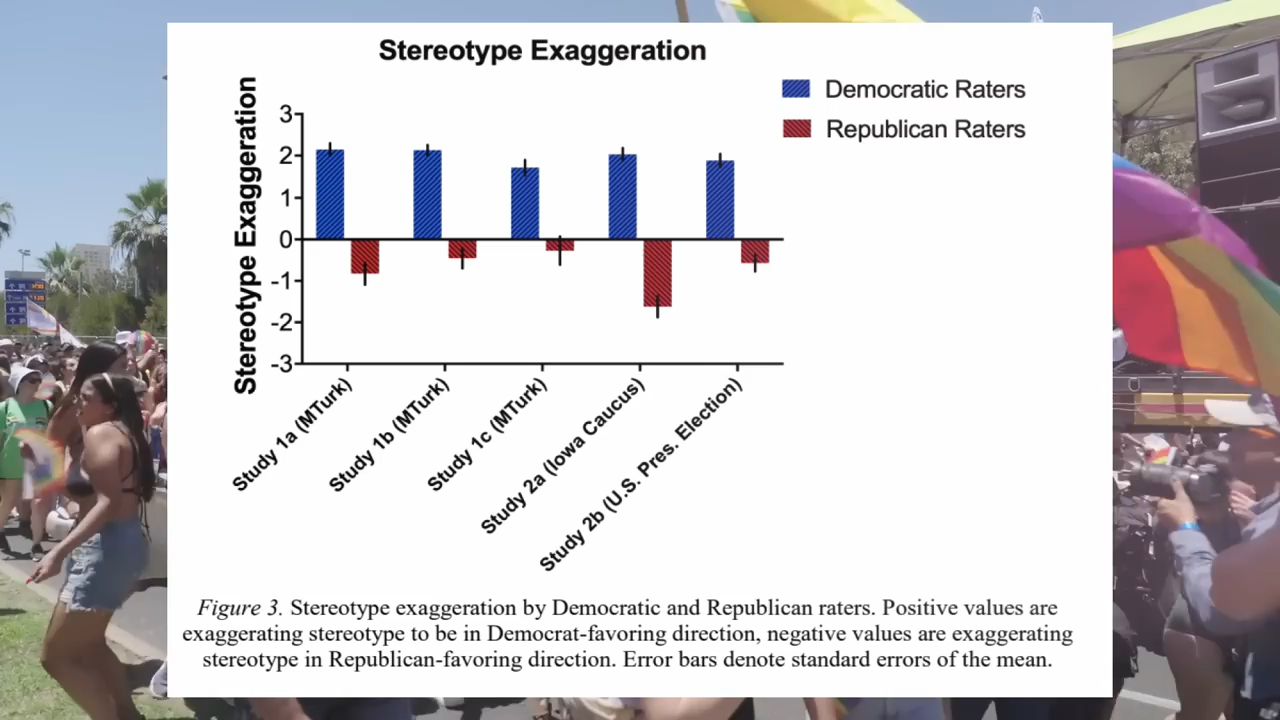 Stereotype Exaggeration
Democratic Raters
Republican Raters
Stereotype Exaggeration
3
2
1
0
-1
-2
-3
Study 1a (MTurk)
Study 1b (MTurk)
Study 1c (MTurk)
Study 2a (Iowa Caucus)
Study 2b (U.S. Pres. Election)
Figure 3. Stereotype exaggeration by Democratic and Republican raters. Positive values are
exaggerating stereotype to be in Democrat-favoring direction, negative values are exaggerating
stereotype in Republican-favoring direction. Error bars denote standard errors of the mean.